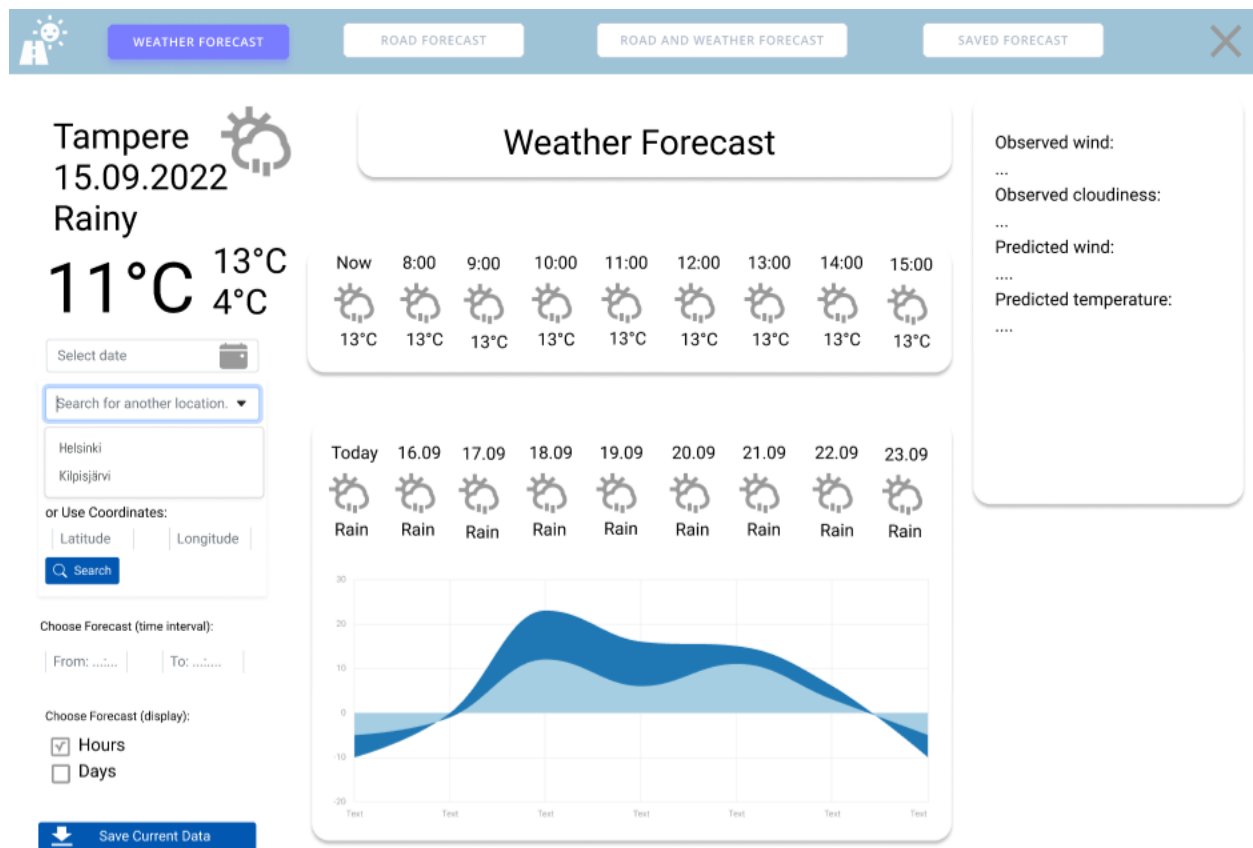 WEATHER FORECAST
ROAD FORECAST
ROAD AND WEATHER FORECAST
SAVED FORECAST
Tampere
15.09.2022
Rainy
11°C
13°C
4°C
Select date
Search for another location.
Helsinki
Kilpisjärvi
or Use Coordinates:
Latitude Longitude
Search
Choose Forecast (time interval):
From: ...:... To: ...:....
Choose Forecast (display):
Hours
Days
Save Current Data
Weather Forecast
Now 8:00 9:00 10:00 11:00 12:00 13:00 14:00 15:00
13°C 13°C 13°C 13°C 13°C 13°C 13°C 13°C 13°C
Today 16.09 17.09 18.09 19.09 20.09 21.09 22.09 23.09
Rain Rain Rain Rain Rain Rain Rain Rain Rain
30
20
10
0
-10
-20
Text Text Text Text Text Text Text
Observed wind:
...
Observed cloudiness:
...
Predicted wind:
....
Predicted temperature:
....